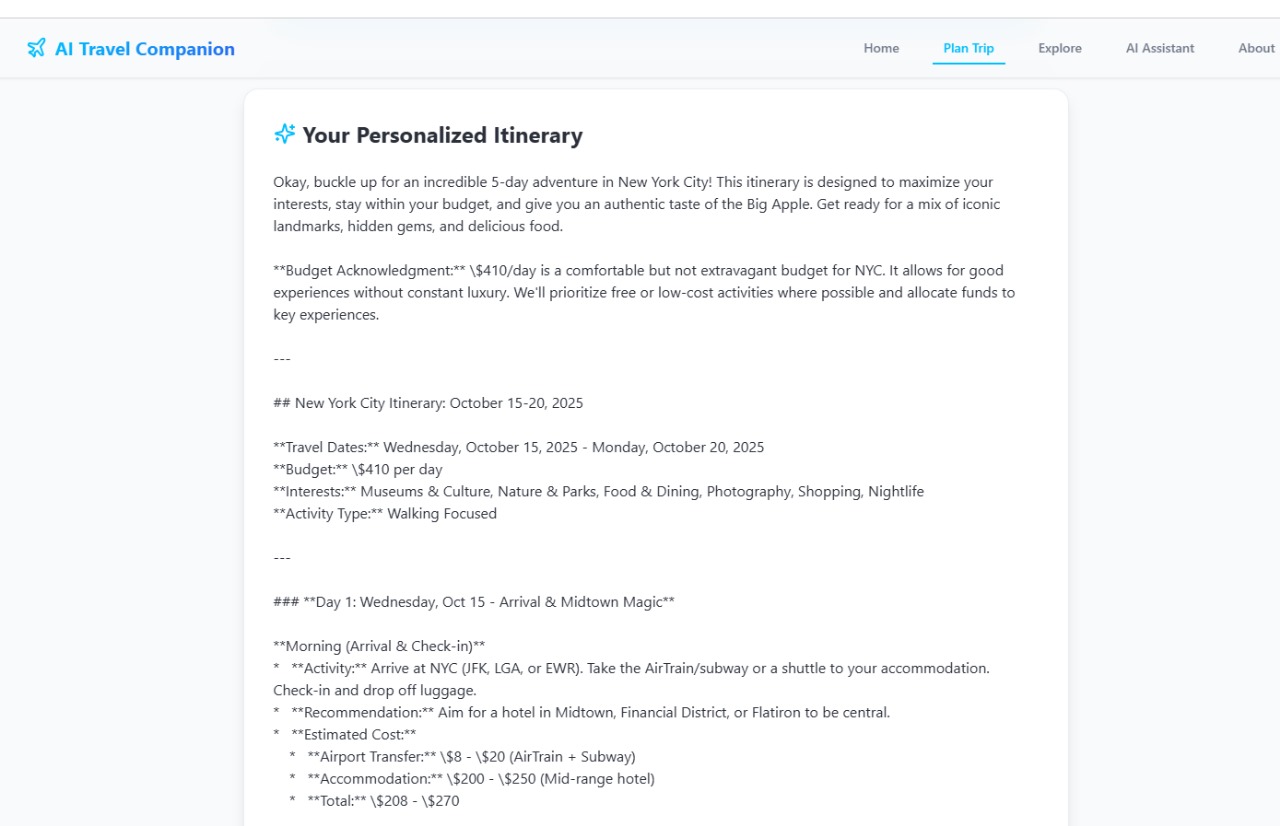 AI Travel Companion
Home
Plan Trip
Explore
AI Assistant
About
Your Personalized Itinerary
Okay, buckle up for an incredible 5-day adventure in New York City! This itinerary is designed to maximize your
interests, stay within your budget, and give you an authentic taste of the Big Apple. Get ready for a mix of iconic
landmarks, hidden gems, and delicious food.
**Budget Acknowledgment:** \$410/day is a comfortable but not extravagant budget for NYC. It allows for good
experiences without constant luxury. We'll prioritize free or low-cost activities where possible and allocate funds to
key experiences.
---
## New York City Itinerary: October 15-20, 2025
**Travel Dates:** Wednesday, October 15, 2025 - Monday, October 20, 2025
**Budget:** \$410 per day
**Interests:** Museums & Culture, Nature & Parks, Food & Dining, Photography, Shopping, Nightlife
**Activity Type:** Walking Focused
---
### **Day 1: Wednesday, Oct 15 - Arrival & Midtown Magic**
**Morning (Arrival & Check-in)**
*   **Activity:** Arrive at NYC (JFK, LGA, or EWR). Take the AirTrain/subway or a shuttle to your accommodation.
Check-in and drop off luggage.
*   **Recommendation:** Aim for a hotel in Midtown, Financial District, or Flatiron to be central.
*   **Estimated Cost:**
    *   **Airport Transfer:** \$8 - \$20 (AirTrain + Subway)
    *   **Accommodation:** \$200 - \$250 (Mid-range hotel)
    *   **Total:** \$208 - \$270